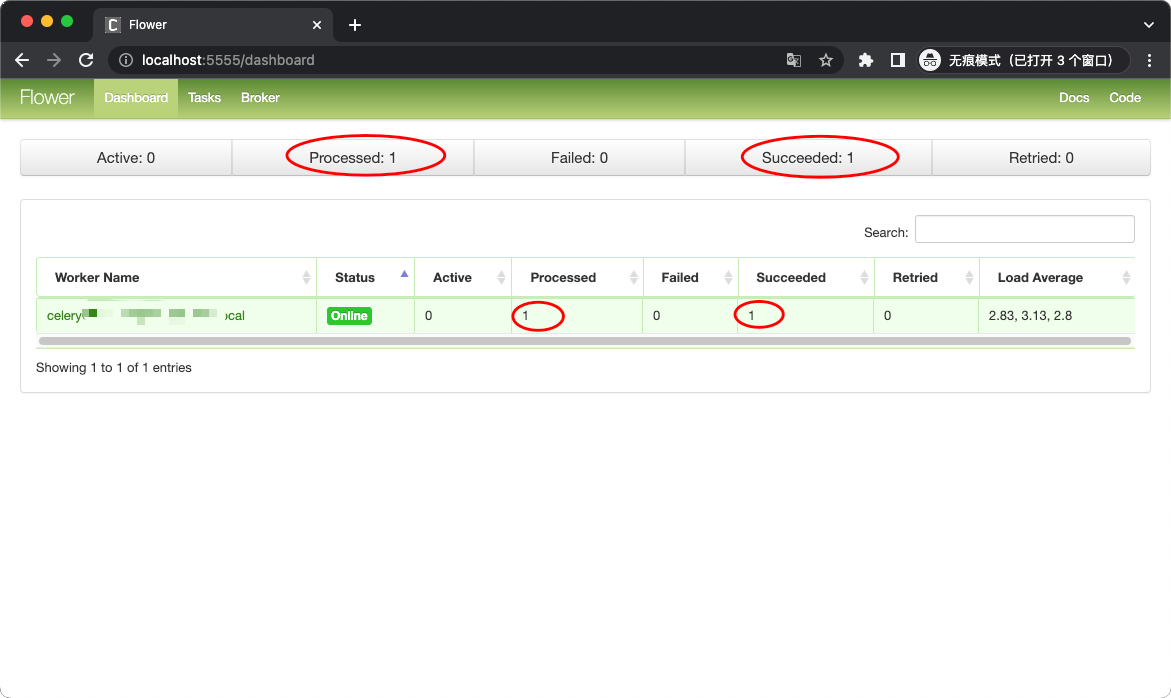 Flower
localhost:5555/dashboard
无痕模式（已打开 3 个窗口）
Flower Dashboard Tasks Broker Docs Code
Active: 0 Processed: 1 Failed: 0 Succeeded: 1 Retried: 0
Search:
Worker Name Status Active Processed Failed Succeeded Retried Load Average
celery ocal Online 0 1 0 1 0 2.83, 3.13, 2.8
Showing 1 to 1 of 1 entries